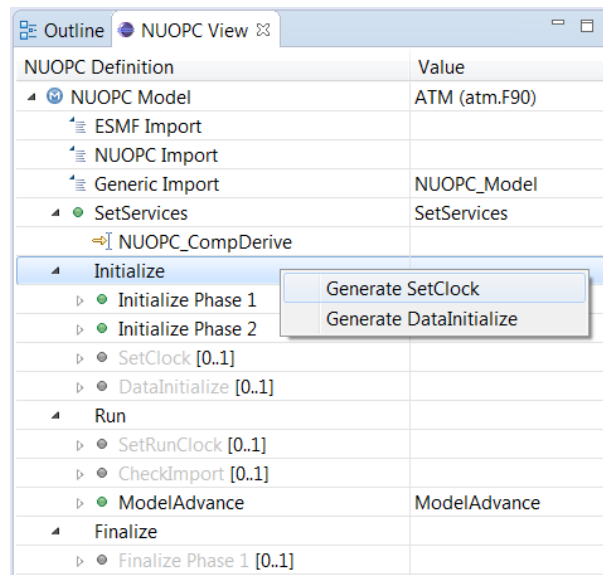 Outline NUOPC View
NUOPC Definition Value
M NUOPC Model ATM (atm.F90)
ESMF Import
NUOPC Import
Generic Import NUOPC_Model
SetServices SetServices
NUOPC_CompDerive
Initialize
Generate SetClock
Initialize Phase 1
Generate DataInitialize
Initialize Phase 2
SetClock [0..1]
DataInitialize [0..1]
Run
SetRunClock [0..1]
CheckImport [0..1]
ModelAdvance ModelAdvance
Finalize
Finalize Phase 1 [0..1]